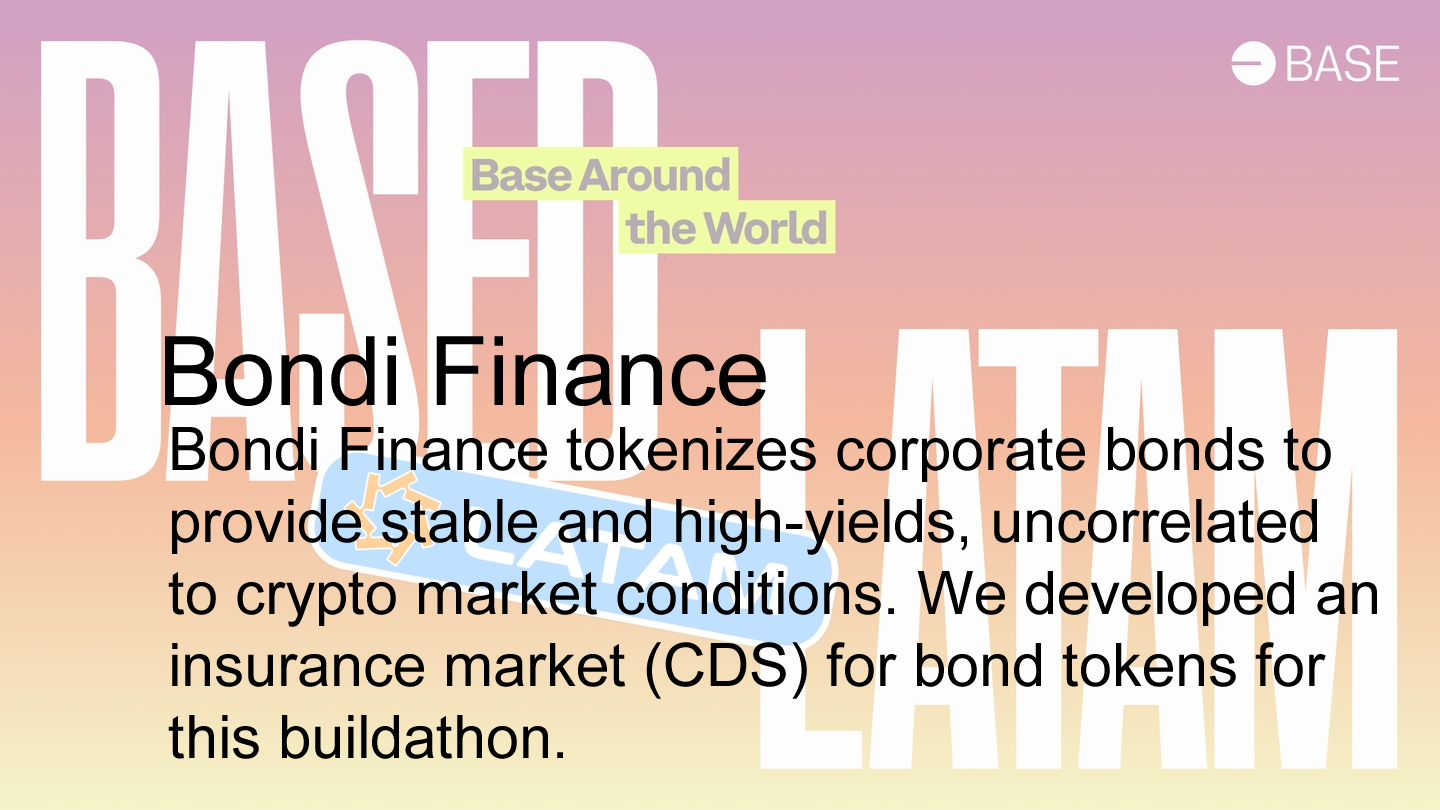 BASED
BASE
Base Around
the World
LATAM
Bondi Finance
Bondi Finance tokenizes corporate bonds to
provide stable and high-yields, uncorrelated
to crypto market conditions. We developed an
insurance market (CDS) for bond tokens for
this buildathon.
LATAM